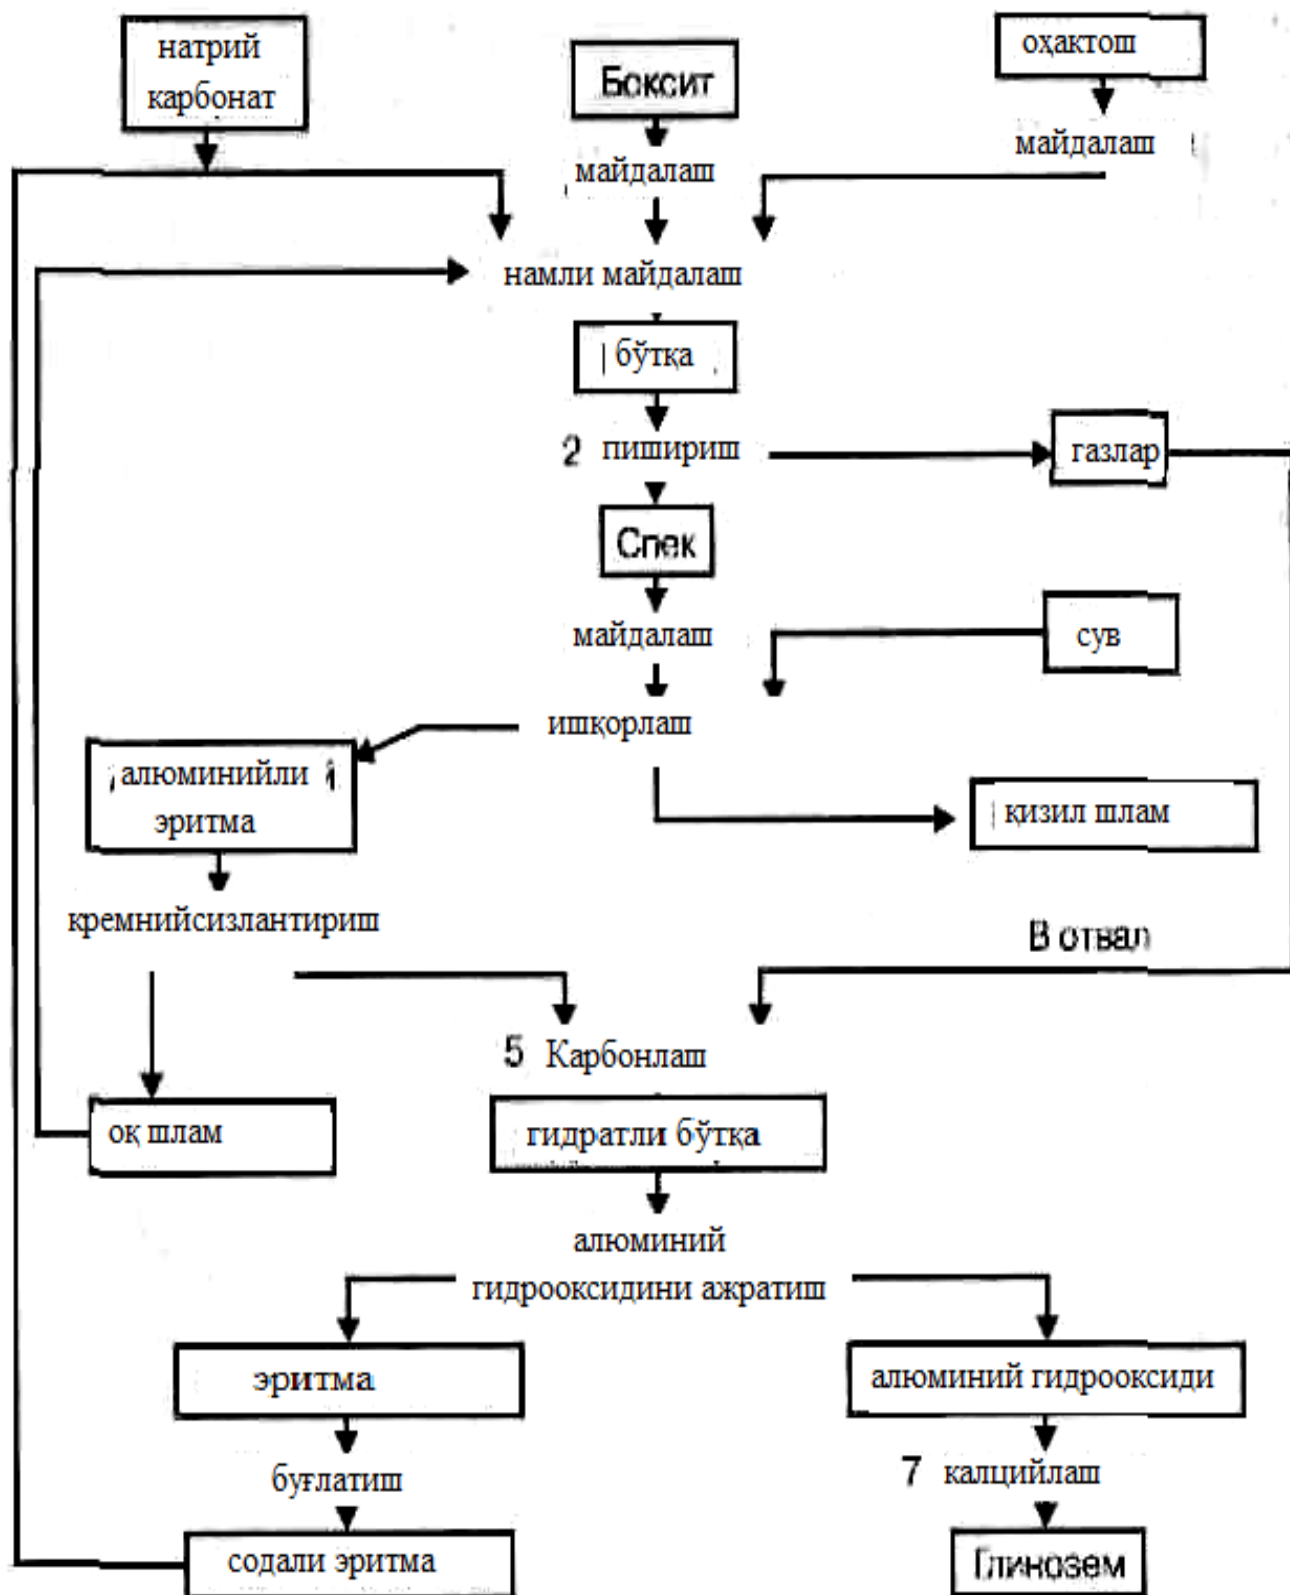 натрий
карбонат
Боксит
оҳактош
майдалаш
майдалаш
намли майдалаш
бўтқа
2 пишириш
газлар
Спек
майдалаш
сув
ишқорлаш
алюминийли
эритма
қизил шлам
кремнийсизлантириш
В отвал
5 Карбонлаш
оқ шлам
гидратли бўтқа
алюминий
гидрооксидини ажратиш
эритма
алюминий гидрооксиди
буғлатиш
7 калцийлаш
содали эритма
Глинозем